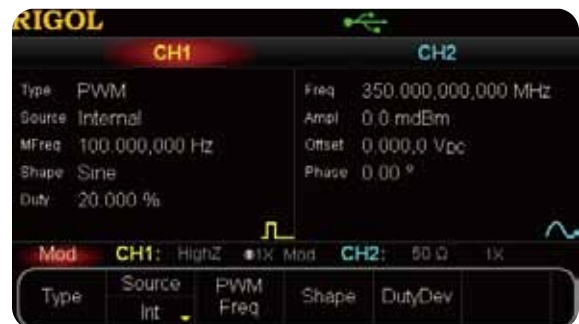 RIGOL
CH1 CH2
Type PWM
Source Internal
MFreq 100.000,000 Hz
Shape Sine
Duty 20.000 %
Freq 350.000,000,000 MHz
Ampl 0.0 mdBm
Offset 0.000,0 VDC
Phase 0.00 °
Mod CH1: HighZ 1X Mod CH2: 50 Ω 1X
Type Source Int PWM Freq Shape DutyDev